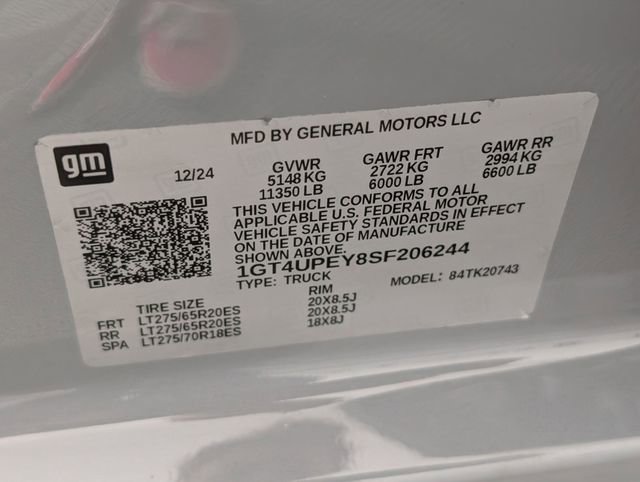 MFD BY GENERAL MOTORS LLC
gm
12/24
GVWR GAWR FRT GAWR RR
5148 KG 2722 KG 2994 KG
11350 LB 6000 LB 6600 LB
THIS VEHICLE CONFORMS TO ALL
APPLICABLE U.S. FEDERAL MOTOR
VEHICLE SAFETY STANDARDS IN EFFECT
ON THE DATE OF MANUFACTURE
SHOWN ABOVE.
1GT4UPEY8SF206244
TYPE: TRUCK MODEL: 84TK20743
TIRE SIZE RIM
FRT LT275/65R20ES 20X8.5J
RR LT275/65R20ES 20X8.5J
SPA LT275/70R18ES 18X8J